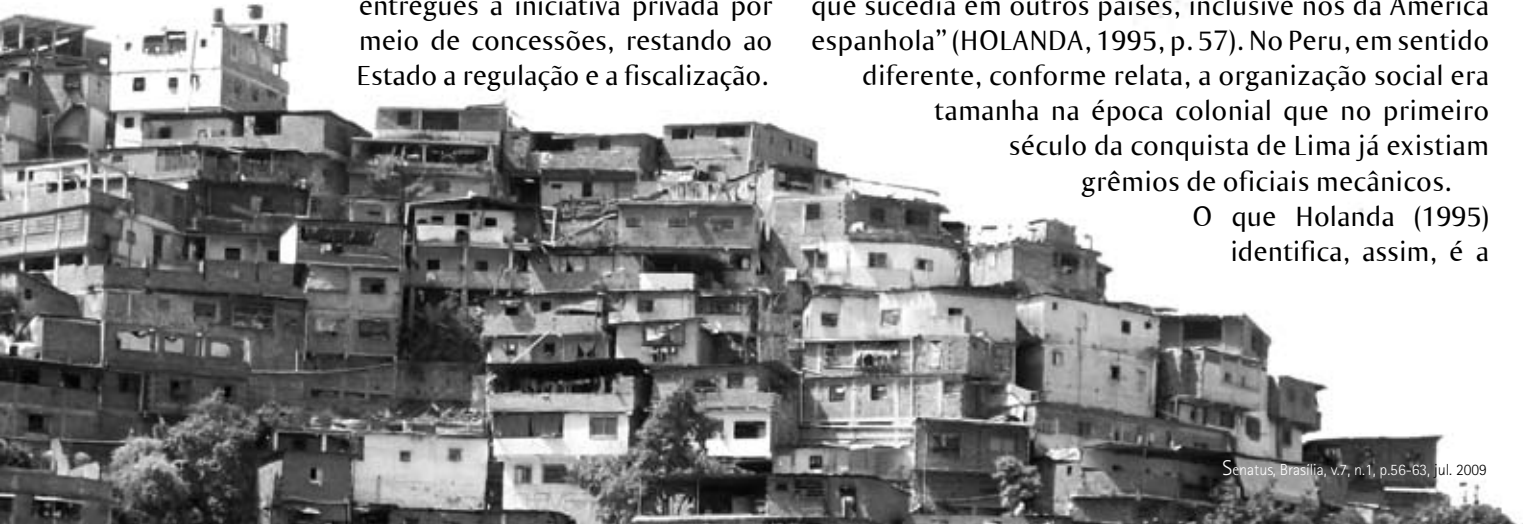 entregues à iniciativa privada por
meio de concessões, restando ao
Estado a regulação e a fiscalização.
que sucedia em outros países, inclusive nos da América
espanhola” (HOLANDA, 1995, p. 57). No Peru, em sentido
diferente, conforme relata, a organização social era
tamanha na época colonial que no primeiro
século da conquista de Lima já existiam
grêmios de oficiais mecânicos.
O que Holanda (1995)
identifica, assim, é a
Senatus, Brasília, v.7, n.1, p.56-63, jul. 2009